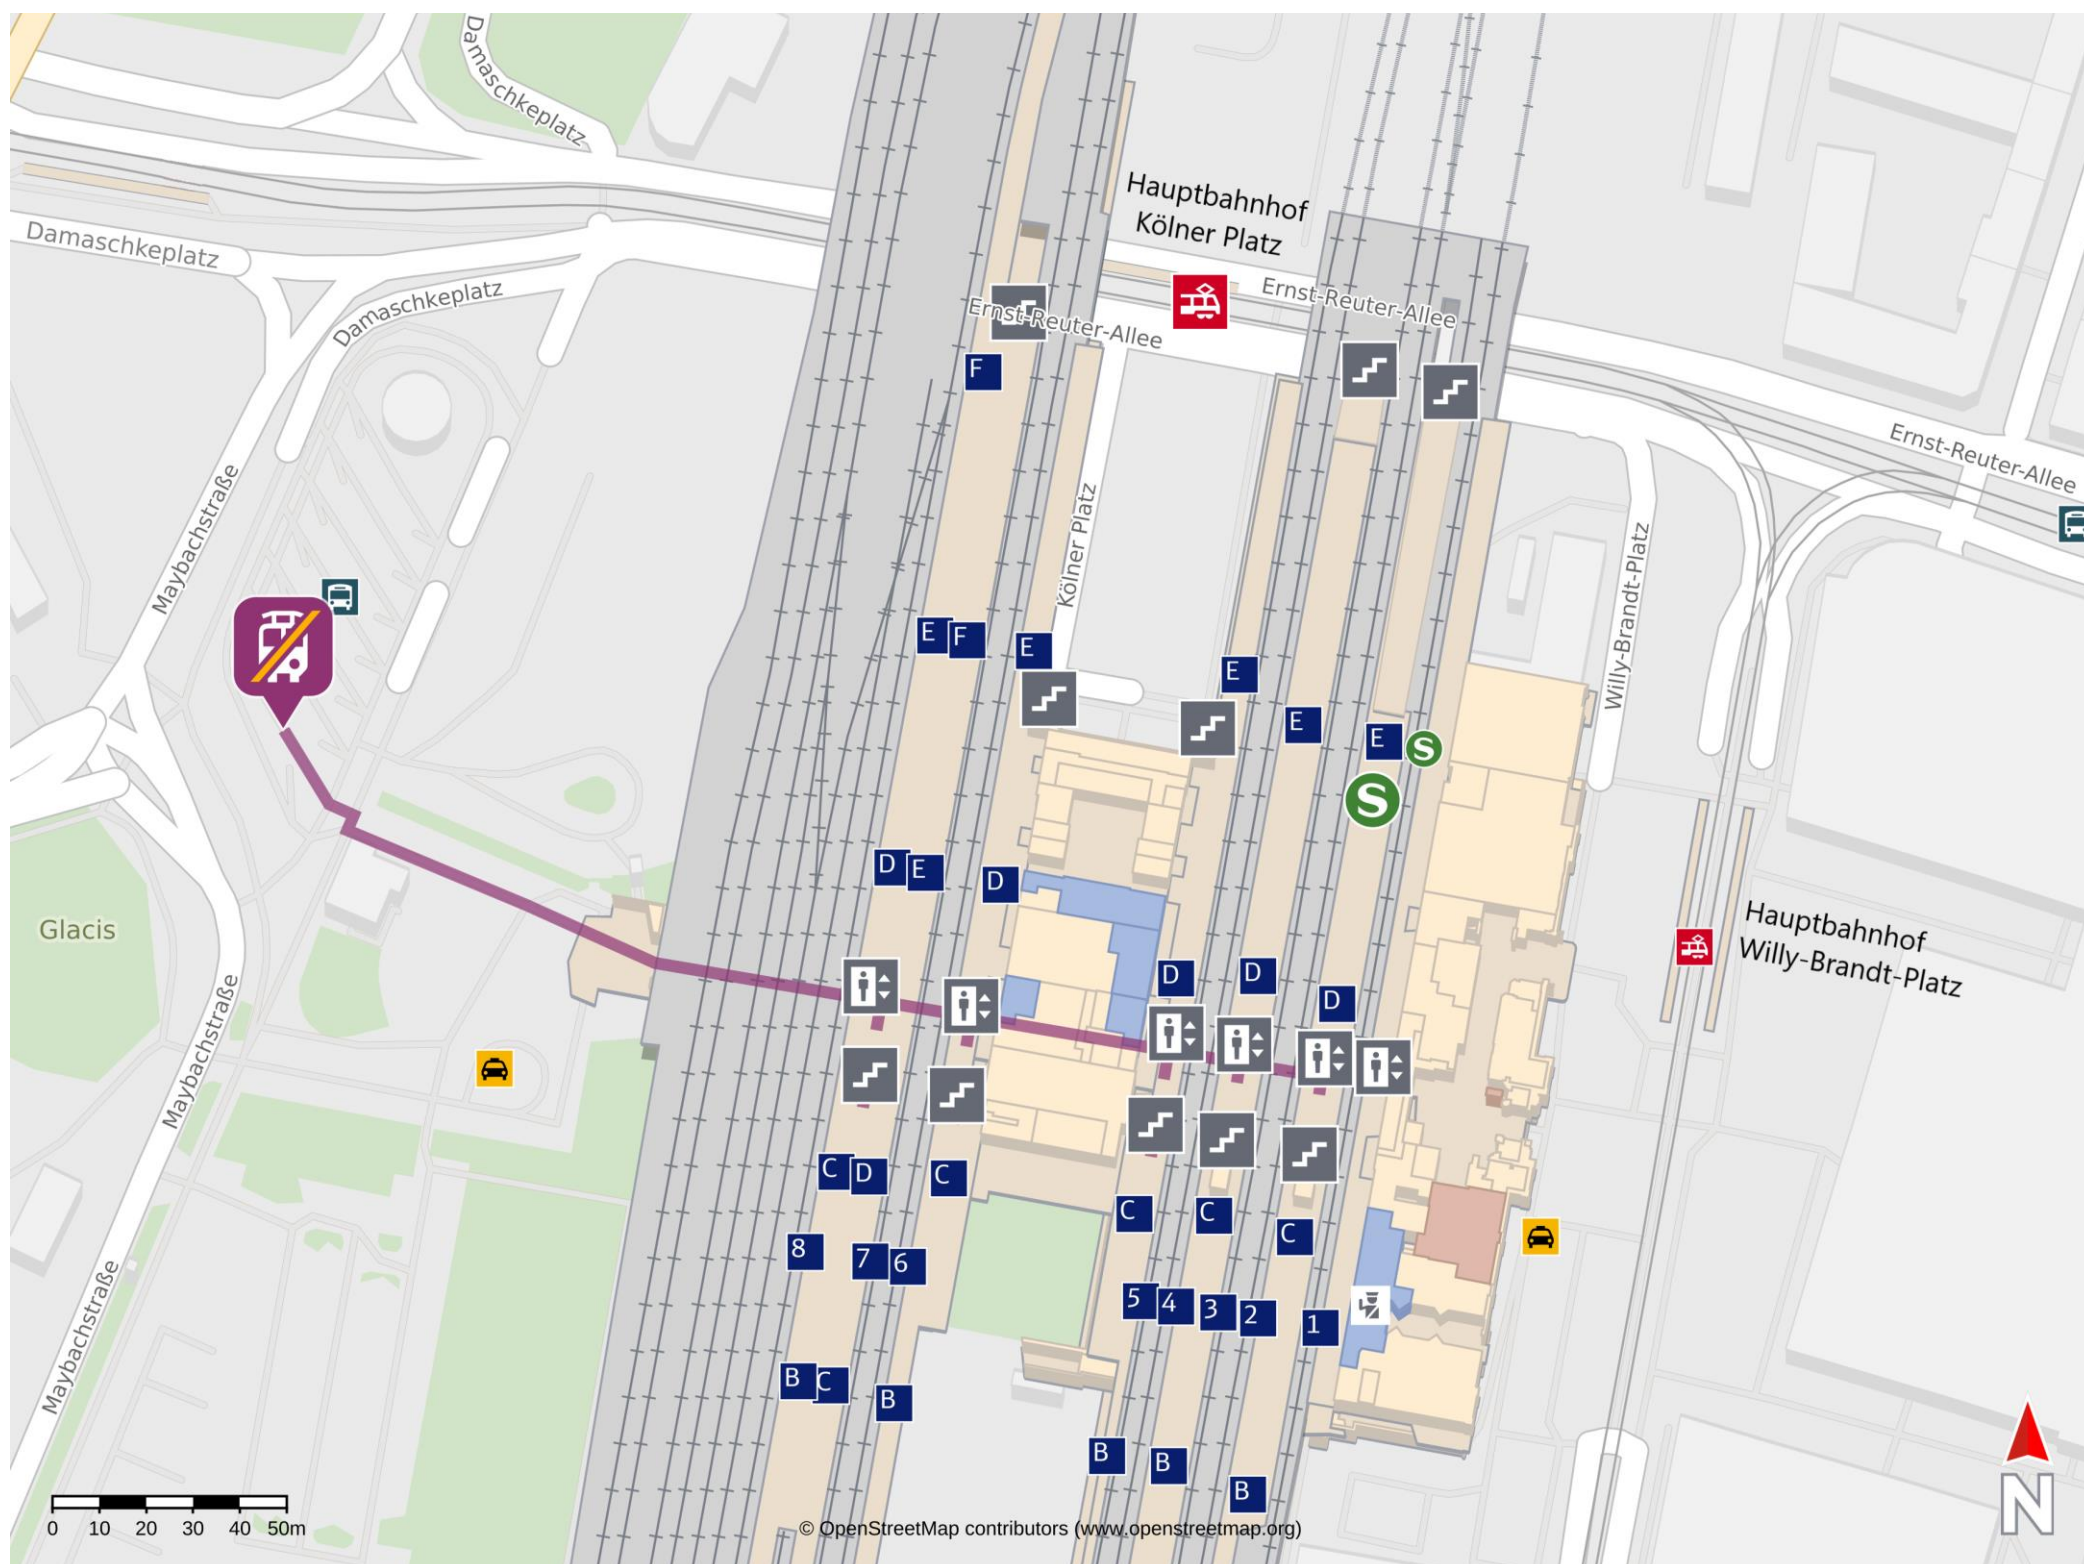 Damaschkeplatz
Hauptbahnhof
Kölner Platz
Damaschkeplatz
Damaschkeplatz
Ernst-Reuter-Allee
Ernst-Reuter-Allee
F
Ernst-Reuter-Allee
Maybachstraße
Kölner Platz
Willy-Brandt-Platz
E
F
E
E
E
E
S
S
D
E
D
Glacis
Hauptbahnhof
Willy-Brandt-Platz
D
D
D
Maybachstraße
C
D
C
C
C
C
8
7
6
5
4
3
2
1
Maybachstraße
B
C
B
B
B
B
0 10 20 30 40 50m
© OpenStreetMap contributors (www.openstreetmap.org)
N